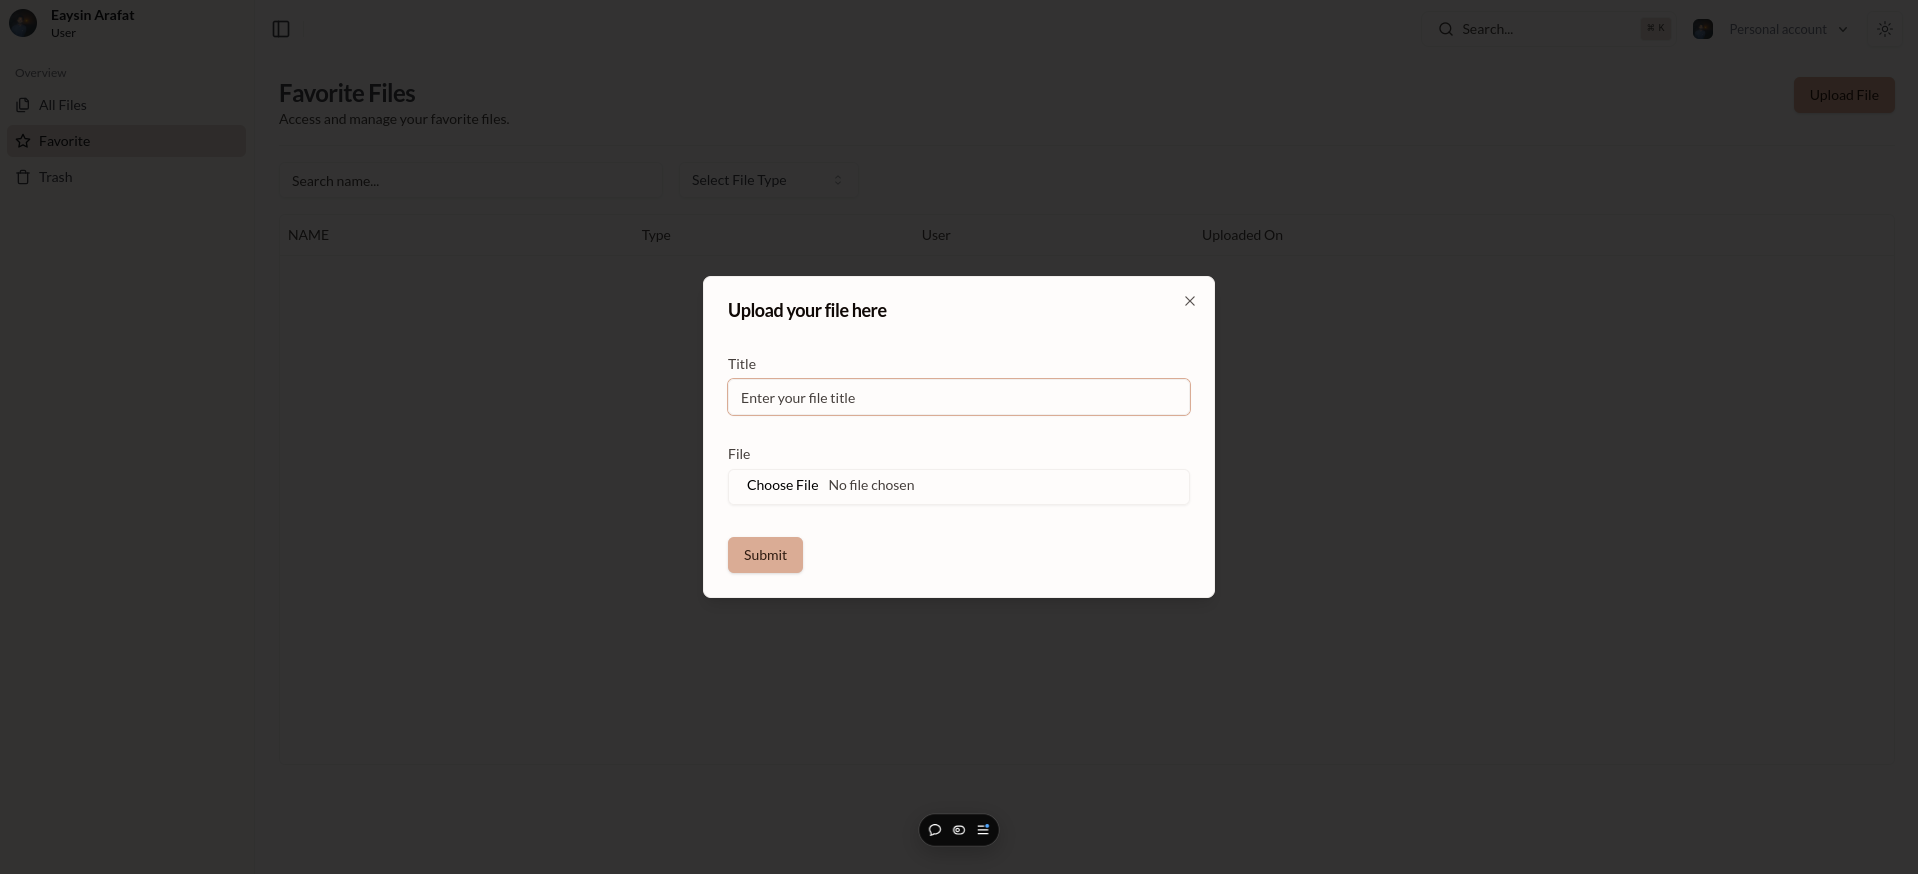 Eaysin Arafat
User
Search...
⌘ K
Personal account
Overview
All Files
Favorite
Trash
Favorite Files
Access and manage your favorite files.
Upload File
Search name...
Select File Type
NAME
Type
User
Uploaded On
Upload your file here
Title
Enter your file title
File
Choose File No file chosen
Submit